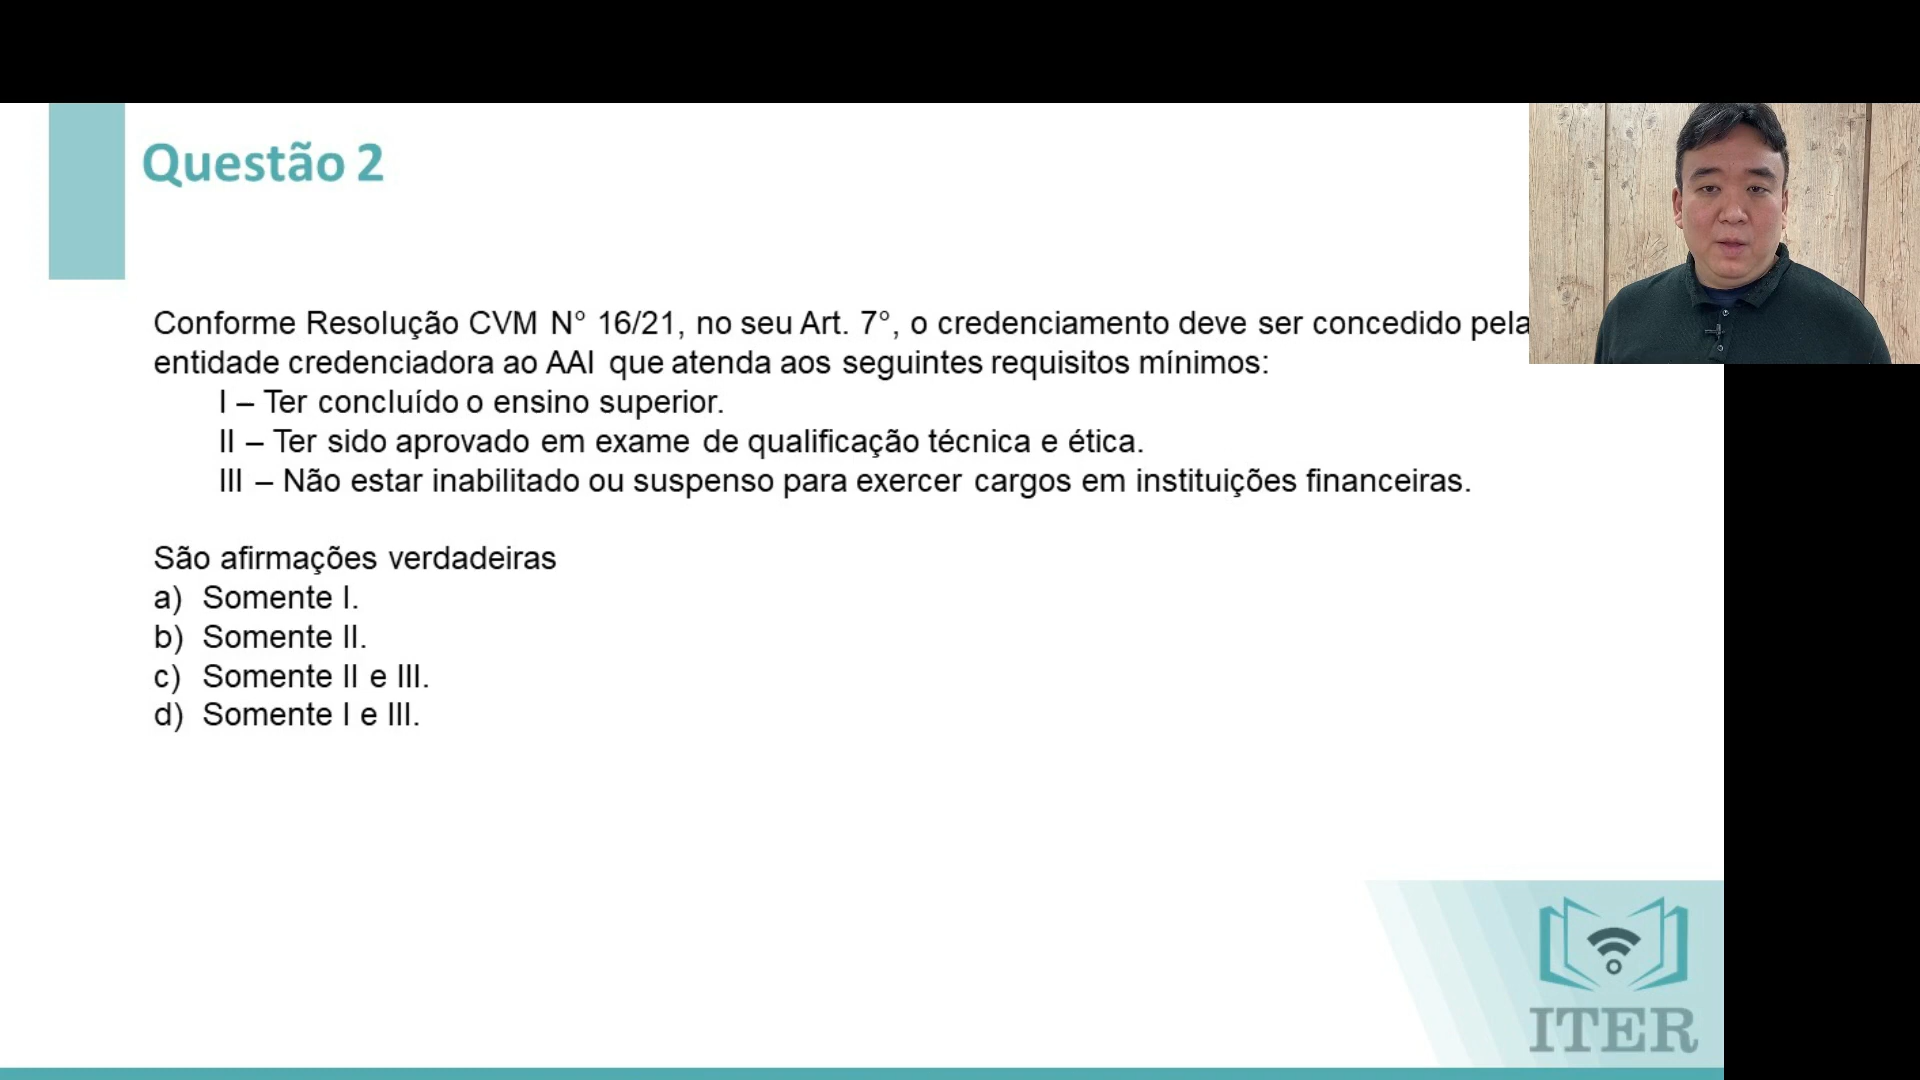 Questão 2
Conforme Resolução CVM N° 16/21, no seu Art. 7°, o credenciamento deve ser concedido pela
entidade credenciadora ao AAI que atenda aos seguintes requisitos mínimos:
I – Ter concluído o ensino superior.
II – Ter sido aprovado em exame de qualificação técnica e ética.
III – Não estar inabilitado ou suspenso para exercer cargos em instituições financeiras.
São afirmações verdadeiras
a) Somente I.
b) Somente II.
c) Somente II e III.
d) Somente I e III.
ITER